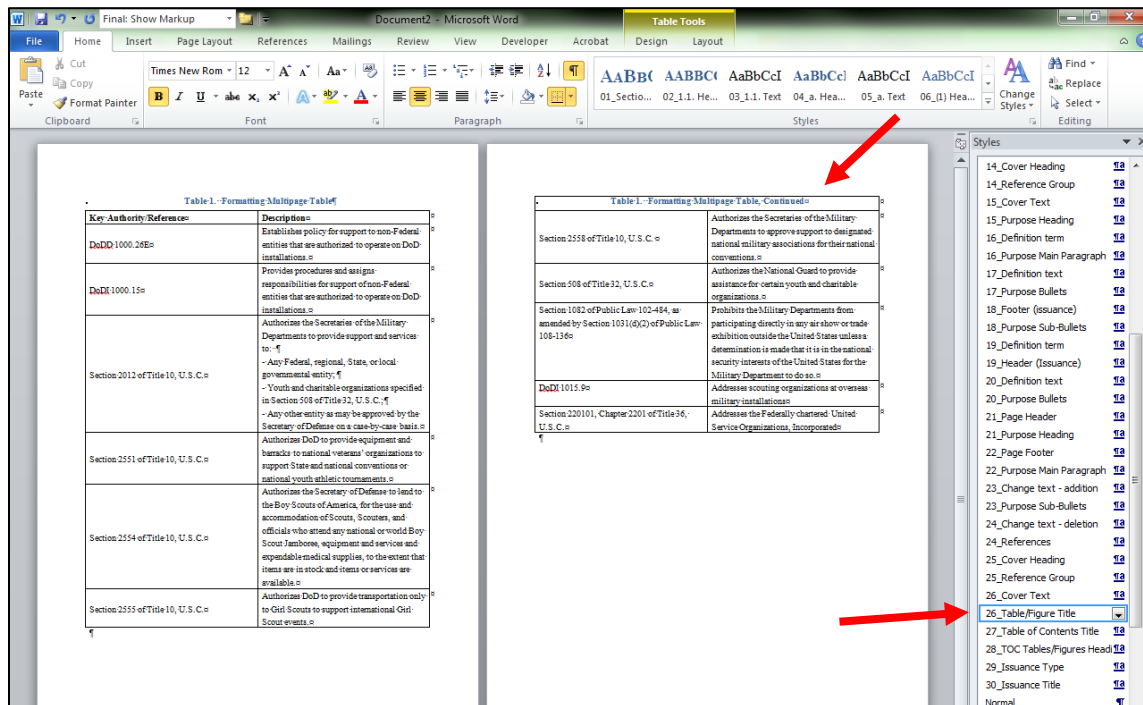 Final: Show Markup
Document2 - Microsoft Word
Table Tools
File Home Insert Page Layout References Mailings Review View Developer Acrobat Design Layout
Cut
Copy
Format Painter
Paste
Times New Rom 12
B I U abe x₂ x² A ab A
AABB( AABBC( AaBbCcI AaBbCc] AaBbCcI AaBbCcI
01_Sectio... 02_1.1. He... 03_1.1. Text 04_a. Hea... 05_a. Text 06_(1) Hea...
Change Styles
Find
Replace
Select
Clipboard Font Paragraph Styles Editing
Table·1.··Formatting·Multipage·Table¶
Key·Authority/Reference¤ Description¤ ¤
DoDD·1000.26E¤
Establishes policy for support to non-Federal·
entities that are authorized to operate on DoD·
installations.¤
DoDI·1000.15¤
Provides procedures and assigns·
responsibilities for support of non-Federal·
entities that are authorized to operate on DoD·
installations.¤
Section·2012·of Title·10,·U.S.C.¤
Authorizes the Secretaries of the Military·
Departments to provide support and services·
to:·¶
-·Any Federal, regional, State, or local·
governmental entity;·¶
-·Youth and charitable organizations specified·
in Section 508 of Title 32, U.S.C.;¶
-·Any other entity as may be approved by the·
Secretary of Defense on a case-by-case basis.¤
Section·2551·of Title·10,·U.S.C.¤
Authorizes DoD to provide equipment and·
barracks to national veterans' organizations to·
support State and national conventions or·
national youth athletic tournaments.¤
Section·2554·of Title·10,·U.S.C.¤
Authorizes the Secretary of Defense to lend to·
the Boy Scouts of America, for the use and·
accommodation of Scouts, Scouters, and·
officials who attend any national or world Boy·
Scout Jamboree, equipment and services and·
expendable medical supplies, to the extent that·
items are in stock and items or services are·
available.¤
Section·2555·of Title·10,·U.S.C.¤
Authorizes DoD to provide transportation only·
to Girl Scouts to support international Girl·
Scout events.¤
¶
Table·1.··Formatting·Multipage·Table,·Continued¤
Section·2558·of Title·10,·U.S.C.·¤
Authorizes the Secretaries of the Military·
Departments to approve support to designated·
national military associations for their national·
conventions.¤
Section·508·of Title·32,·U.S.C.¤
Authorizes the National Guard to provide·
assistance for certain youth and charitable·
organizations.¤
Section·1082·of Public Law·102-484,·as·
amended by Section·1031(d)(2) of Public Law·
108-136¤
Prohibits the Military Departments from·
participating directly in any air show or trade·
exhibition outside the United States unless a·
determination is made that it is in the national·
security interests of the United States for the·
Military Department to do so.¤
DoDI·1015.9¤
Addresses scouting organizations at overseas·
military installations¤
Section·220101,·Chapter·2201 of Title·36,·
U.S.C.¤
Addresses the Federally chartered United·
Service Organizations, Incorporated¤
¶
Styles
14_Cover Heading
14_Reference Group
15_Cover Text
15_Purpose Heading
16_Definition term
16_Purpose Main Paragraph
17_Definition text
17_Purpose Bullets
18_Footer (issuance)
18_Purpose Sub-Bullets
19_Definition term
19_Header (Issuance)
20_Definition text
20_Purpose Bullets
21_Page Header
21_Purpose Heading
22_Page Footer
22_Purpose Main Paragraph
23_Change text - addition
23_Purpose Sub-Bullets
24_Change text - deletion
24_References
25_Cover Heading
25_Reference Group
26_Cover Text
26_Table/Figure Title
27_Table of Contents Title
28_TOC Tables/Figures Headi
29_Issuance Type
30_Issuance Title
Normal